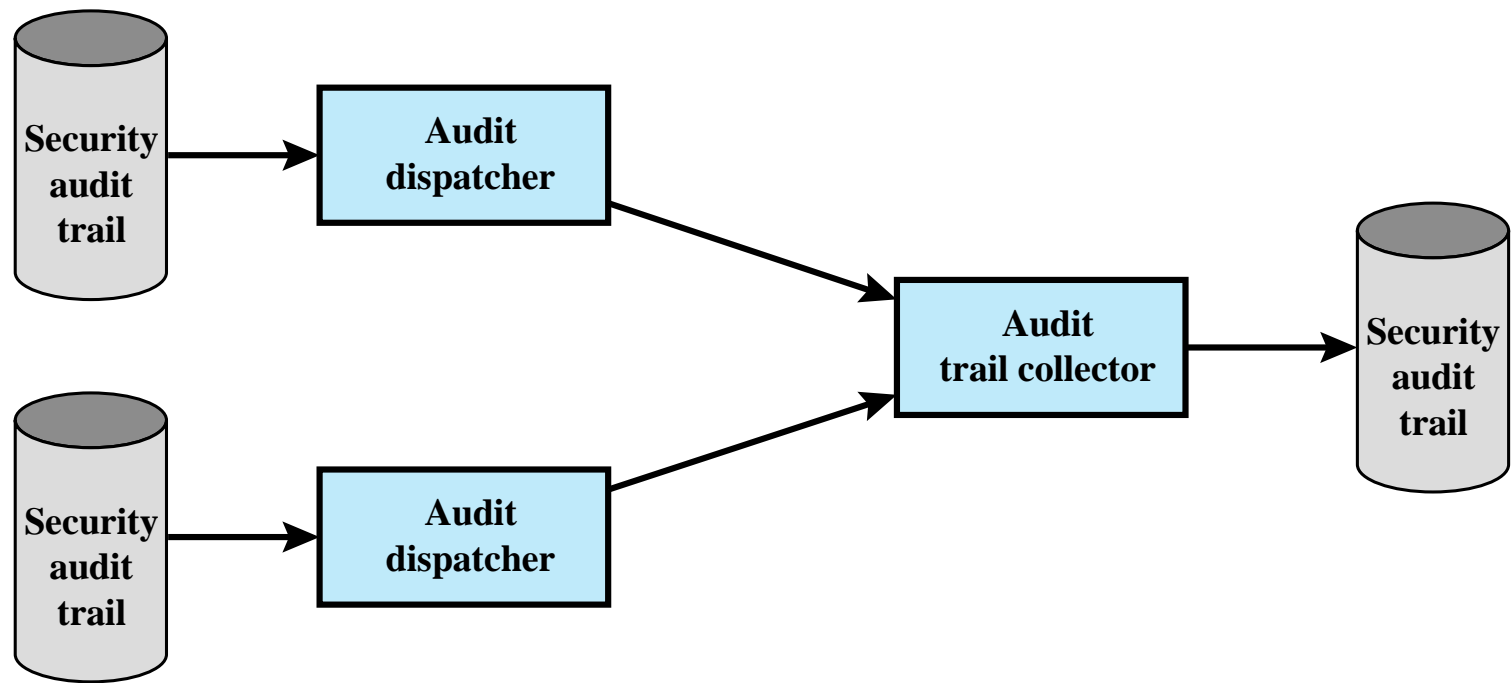 Security
audit
trail
Audit
dispatcher
Audit
trail collector
Security
audit
trail
Security
audit
trail
Audit
dispatcher